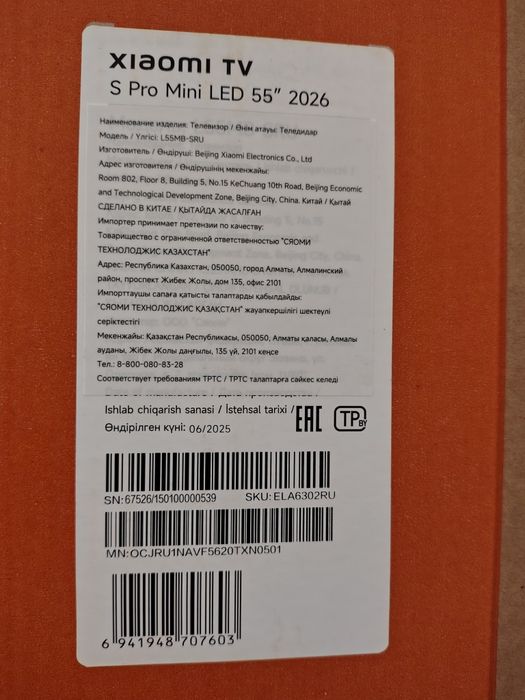 xiaomi TV
S Pro Mini LED 55” 2026
Наименование изделия: Телевизор / Өнім атауы: Теледидар
Модель / Үлгісі: L55MB-SRU
Изготовитель / Өндіруші: Beijing Xiaomi Electronics Co., Ltd
Адрес изготовителя / Өндірушінің мекенжайы:
Room 802, Floor 8, Building 5, No.15 KeChuang 10th Road, Beijing Economic
and Technological Development Zone, Beijing City, China. Китай / Қытай
СДЕЛАНО В КИТАЕ / ҚЫТАЙДА ЖАСАЛҒАН
Импортер принимает претензии по качеству:
Товарищество с ограниченной ответственностью "СЯОМИ
ТЕХНОЛОДЖИС КАЗАХСТАН"
Адрес: Республика Казахстан, 050050, город Алматы, Алмалинский
район, проспект Жибек Жолы, дом 135, офис 2101
Импорттаушы сапаға қатысты талаптарды қабылдайды:
"СЯОМИ ТЕХНОЛОДЖИС ҚАЗАҚСТАН" жауапкершілігі шектеулі
серіктестігі
Мекенжайы: Қазақстан Республикасы, 050050, Алматы қаласы, Алмалы
ауданы, Жібек Жолы даңғылы, 135 үй, 2101 кеңсе
Тел.: 8-800-080-83-28
Соответствует требованиям ТРТС / ТРТС талаптарға сәйкес келеді
Ishlab chiqarish sanasi / İstehsal tarixi /
Өндірілген күні: 06/2025
EAC
TP BY
SN: 67526/150100000539 SKU: ELA6302RU
MN: OCJRU1NAVF5620TXN0501
6 941948 707603